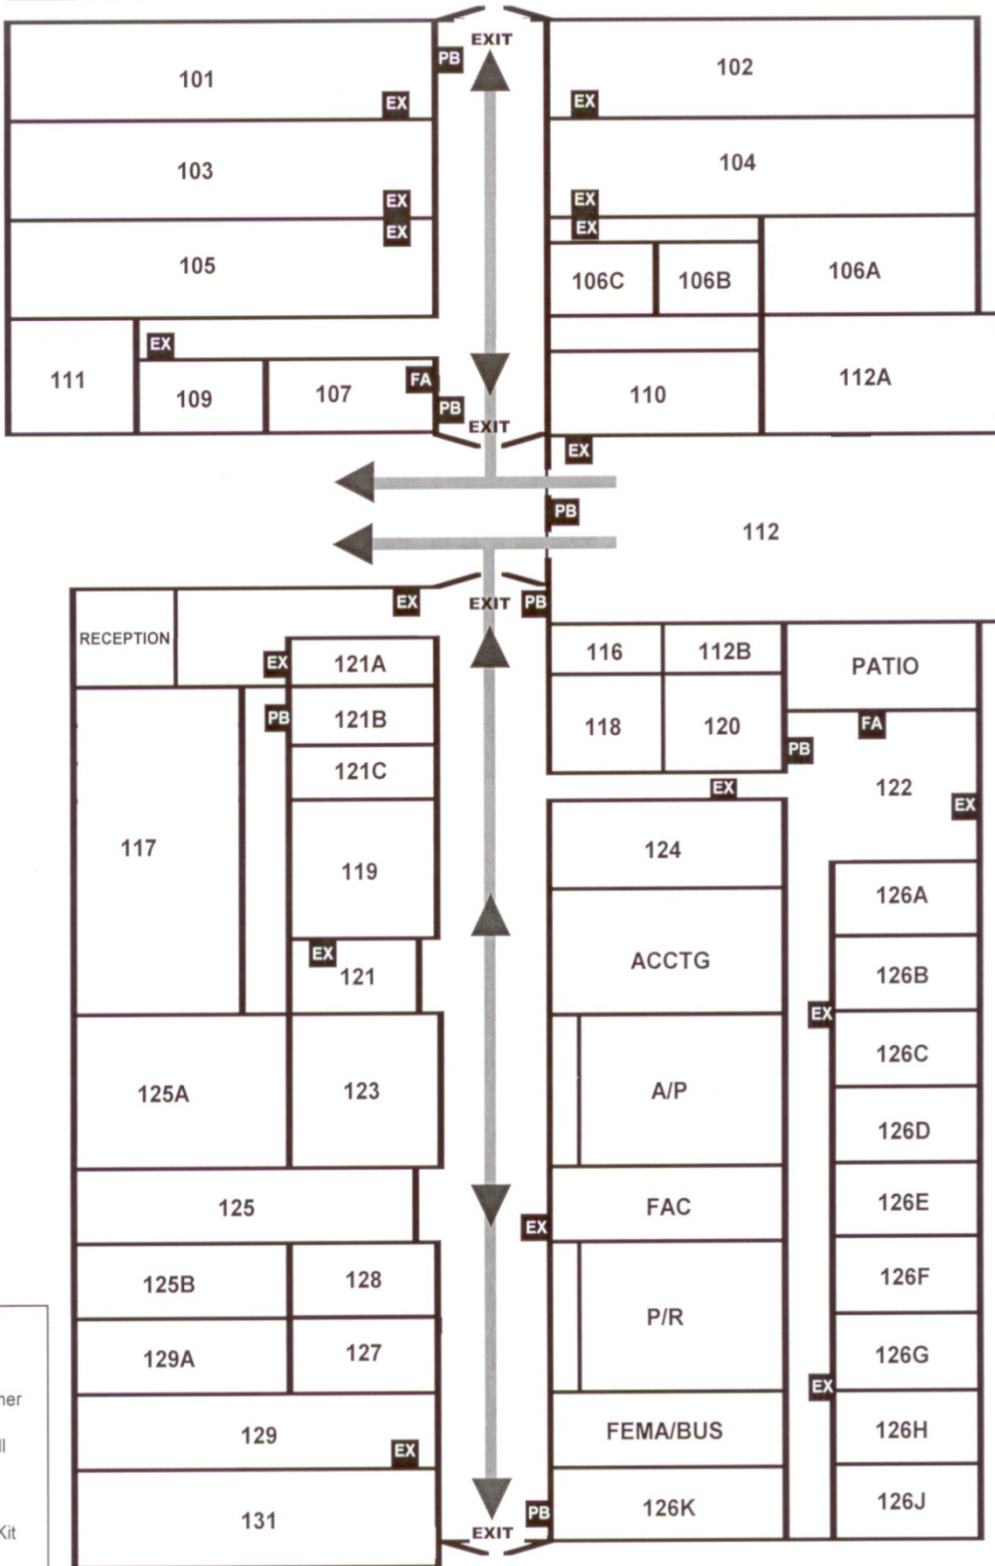 EXIT
PB
101
EX
102
EX
103
EX
104
EX
EX
105
EX
106C
106B
106A
111
EX
109
107
FA
PB
EXIT
110
112A
EX
PB
112
RECEPTION
EX
EXIT
PB
EX
121A
116
112B
PATIO
PB
121B
118
120
FA
PB
121C
EX
122
EX
117
119
124
126A
EX
121
ACCTG
126B
EX
125A
123
A/P
126C
126D
125
EX
FAC
126E
125B
128
P/R
126F
129A
127
126G
EX
129
EX
FEMA/BUS
126H
131
EXIT
PB
126K
126J
Kit